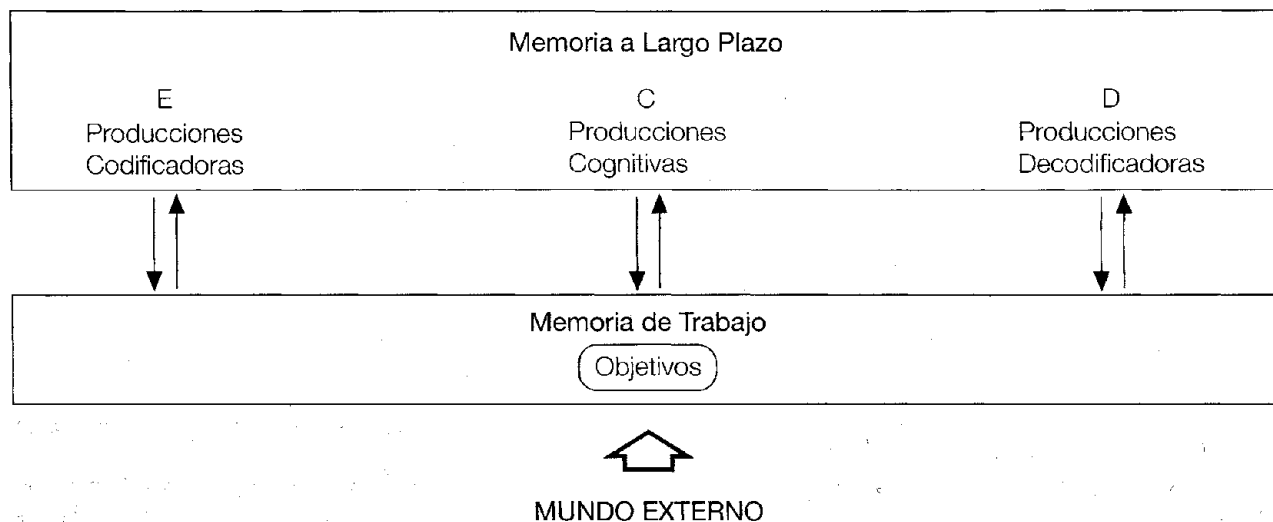 Memoria a Largo Plazo
E
Producciones
Codificadoras
C
Producciones
Cognitivas
D
Producciones
Decodificadoras
Memoria de Trabajo
Objetivos
MUNDO EXTERNO